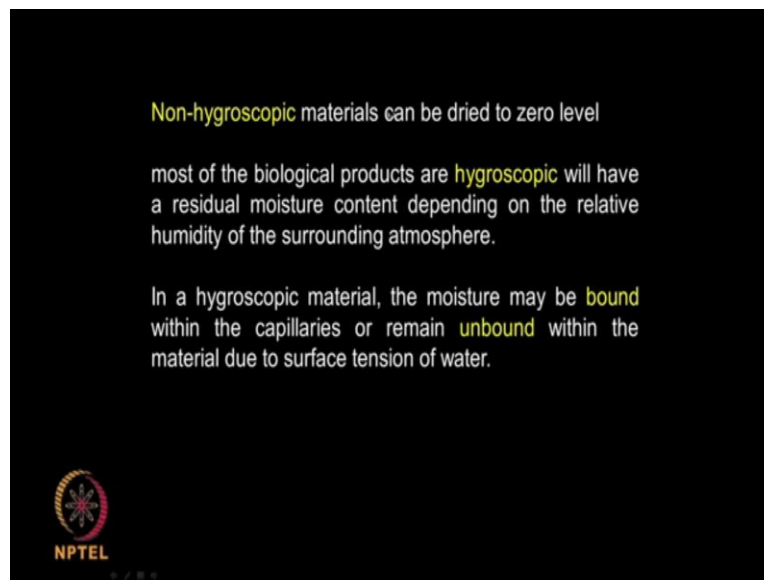 Non-hygroscopic materials can be dried to zero level
most of the biological products are hygroscopic will have
a residual moisture content depending on the relative
humidity of the surrounding atmosphere.
In a hygroscopic material, the moisture may be bound
within the capillaries or remain unbound within the
material due to surface tension of water.
NPTEL